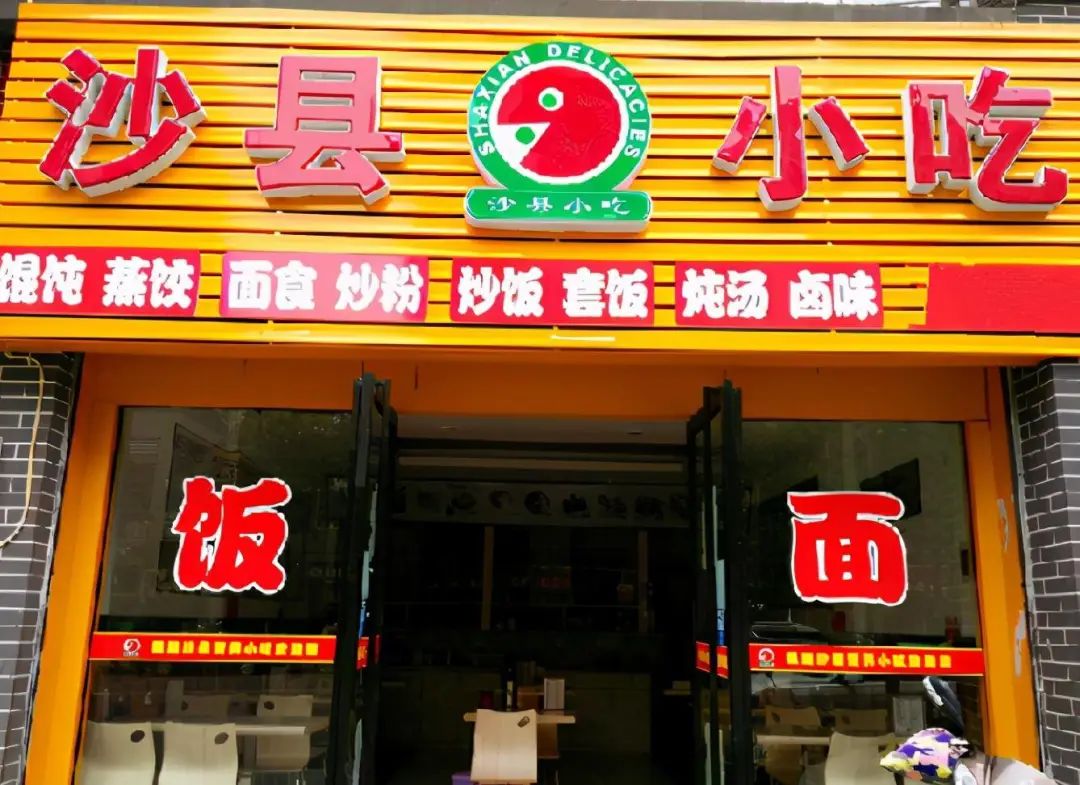 沙县 小吃
SHAXIAN DELICACIES
沙县小吃
馄饨 蒸饺 面食 炒粉 炒饭 套饭 炖汤 卤味
饭 面